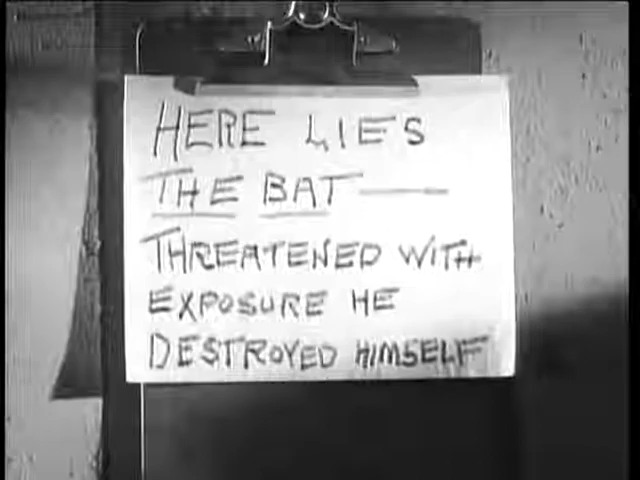 HERE LIES
THE BAT —
THREATENED WITH
EXPOSURE HE
DESTROYED HIMSELF